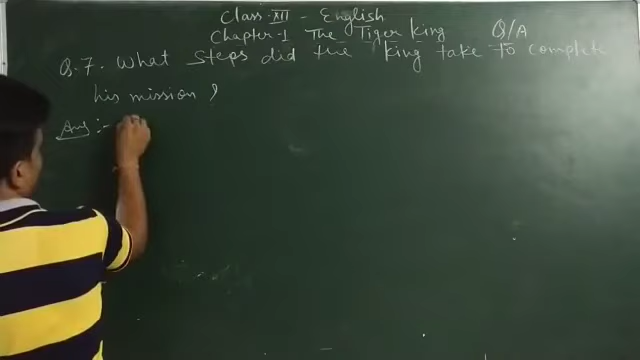 Class-XII - English
Chapter-1 The Tiger King Q/A
Q.7. What Steps did the King take to complete
his mission ?
Ans:-